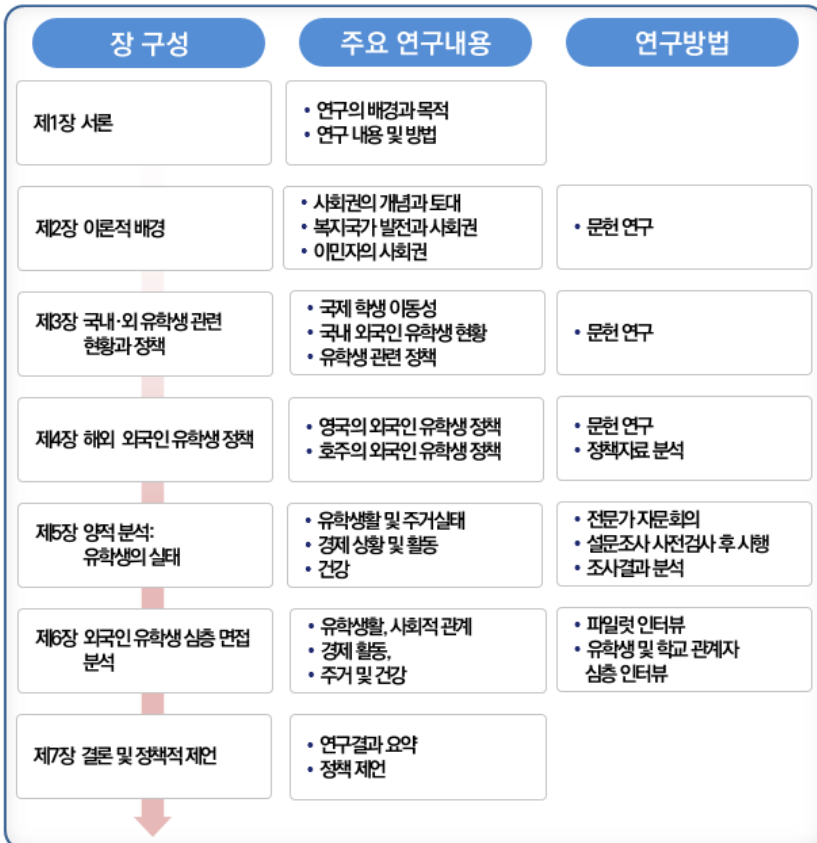 장 구성
주요 연구내용
연구방법
제1장 서론
• 연구의 배경과 목적
• 연구 내용 및 방법
제2장 이론적 배경
• 사회권의 개념과 토대
• 복지국가 발전과 사회권
• 이민자의 사회권
• 문헌 연구
제3장 국내·외 유학생 관련
현황과 정책
• 국제 학생 이동성
• 국내 외국인 유학생 현황
• 유학생 관련 정책
• 문헌 연구
제4장 해외 외국인 유학생 정책
• 영국의 외국인 유학생 정책
• 호주의 외국인 유학생 정책
• 문헌 연구
• 정책자료 분석
제5장 양적 분석:
유학생의 실태
• 유학생활 및 주거실태
• 경제 상황 및 활동
• 건강
• 전문가 자문회의
• 설문조사 사전검사 후 시행
• 조사결과 분석
제6장 외국인 유학생 심층 면접
분석
• 유학생활, 사회적 관계
• 경제 활동,
• 주거 및 건강
• 파일럿 인터뷰
• 유학생 및 학교 관계자
심층 인터뷰
제7장 결론 및 정책적 제언
• 연구결과 요약
• 정책 제언